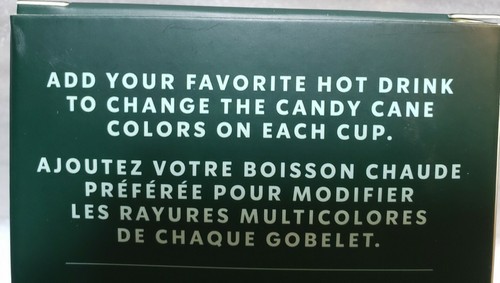 ADD YOUR FAVORITE HOT DRINK
TO CHANGE THE CANDY CANE
COLORS ON EACH CUP.
AJOUTEZ VOTRE BOISSON CHAUDE
PRÉFÉRÉE POUR MODIFIER
LES RAYURES MULTICOLORES
DE CHAQUE GOBELET.